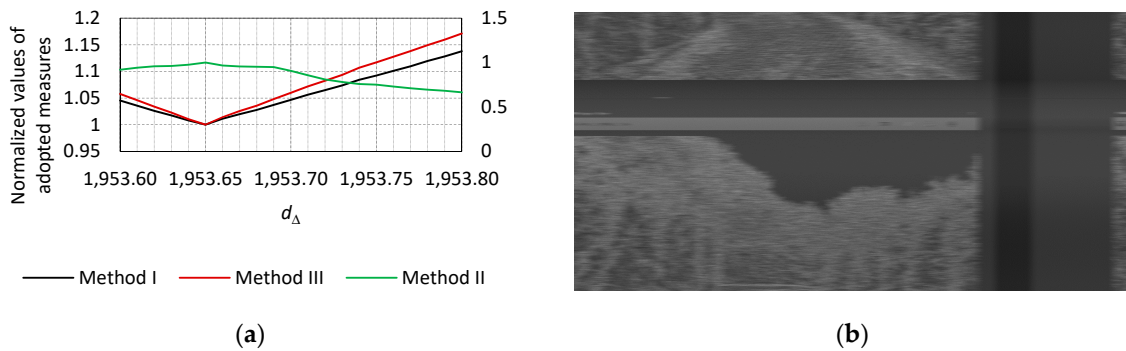 Normalized values of
adopted measures
1.2
1.15
1.1
1.05
1
0.95
1.5
1
0.5
0
1,953.60 1,953.65 1,953.70 1,953.75 1,953.80
dΔ
Method I Method III Method II
(a) (b)